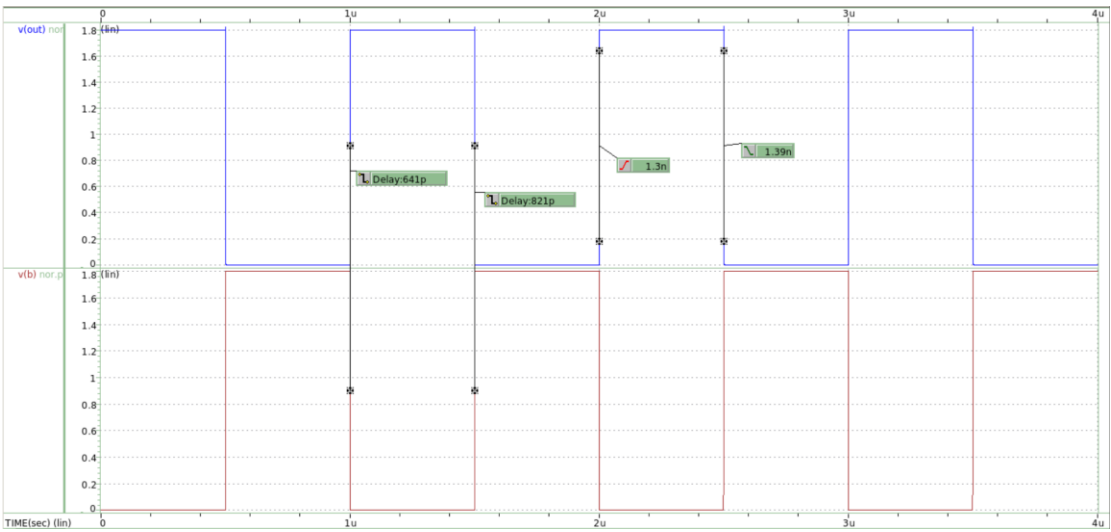 0 1u 2u 3u 4u
v(out) nor
(lin)
1.8
1.6
1.4
1.2
1
0.8
0.6
0.4
0.2
0
Delay:641p
Delay:821p
1.3n
1.39n
v(b) nor.p
(lin)
1.8
1.6
1.4
1.2
1
0.8
0.6
0.4
0.2
0
TIME(sec) (lin) 0 1u 2u 3u 4u